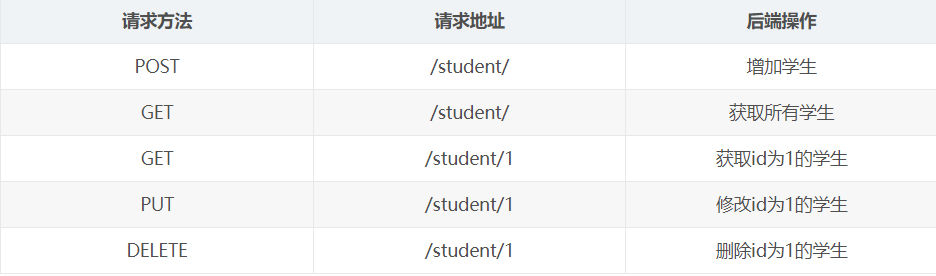 请求方法 请求地址 后端操作
POST /student/ 增加学生
GET /student/ 获取所有学生
GET /student/1 获取id为1的学生
PUT /student/1 修改id为1的学生
DELETE /student/1 删除id为1的学生